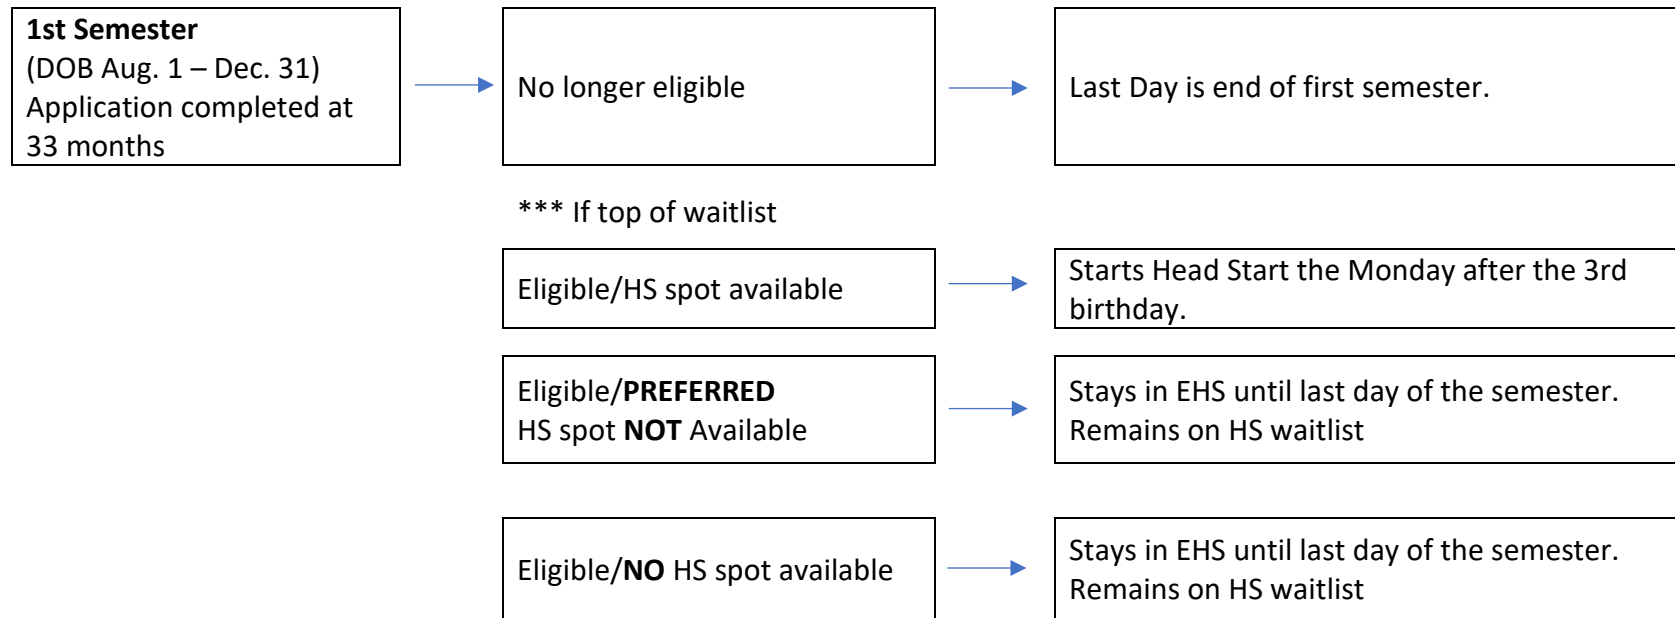 1st Semester
(DOB Aug. 1 – Dec. 31)
Application completed at
33 months
No longer eligible
Last Day is end of first semester.
*** If top of waitlist
Eligible/HS spot available
Starts Head Start the Monday after the 3rd
birthday.
Eligible/PREFERRED
HS spot NOT Available
Stays in EHS until last day of the semester.
Remains on HS waitlist
Eligible/NO HS spot available
Stays in EHS until last day of the semester.
Remains on HS waitlist